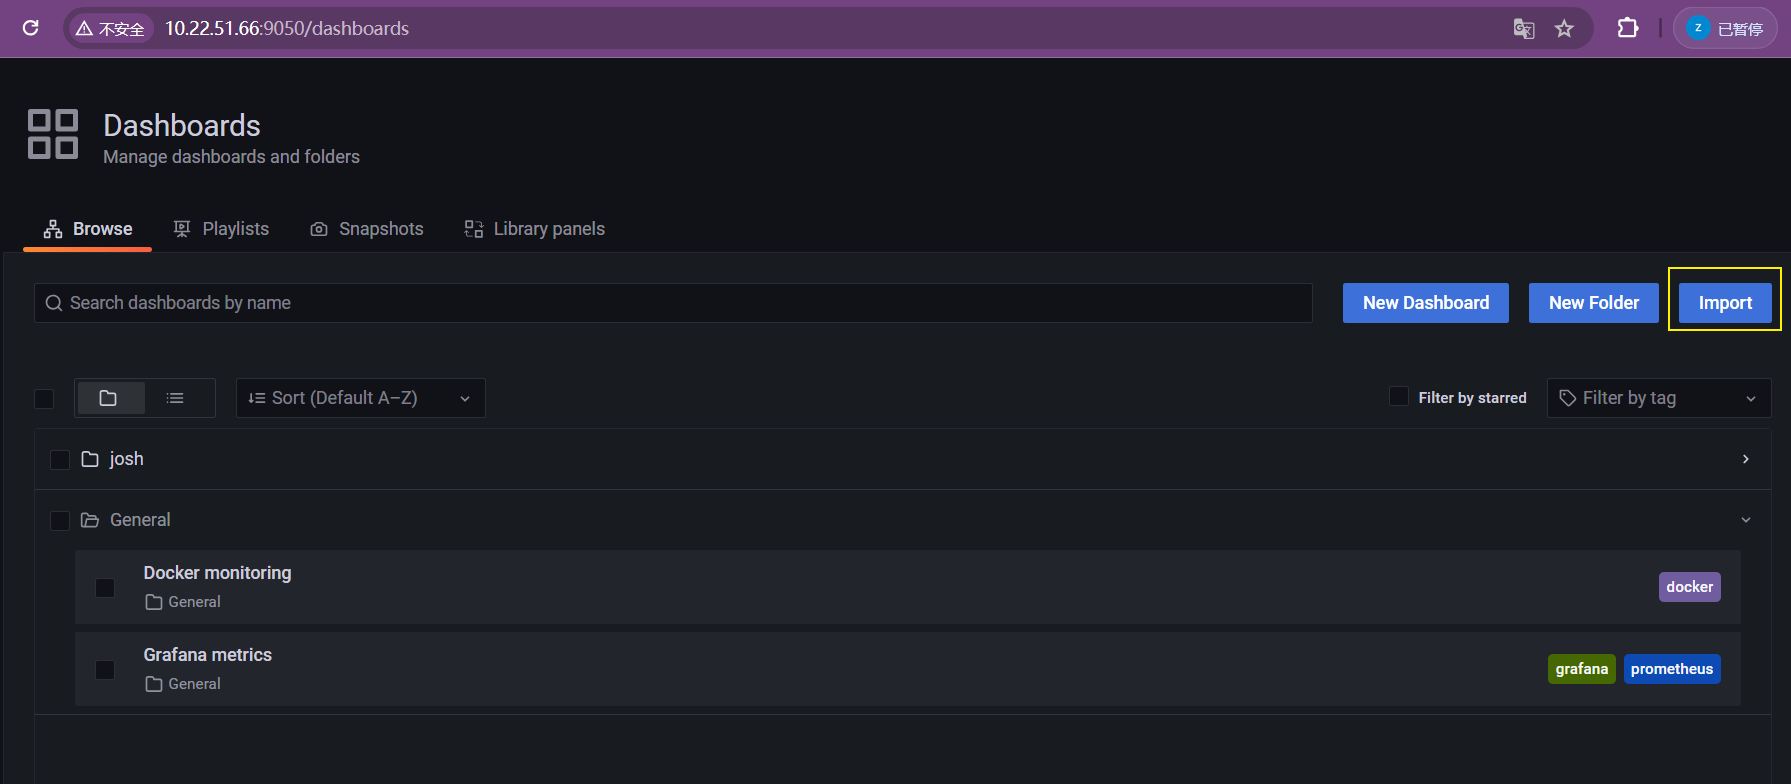 不安全 10.22.51.66:9050/dashboards z 已暂停
Dashboards
Manage dashboards and folders
Browse Playlists Snapshots Library panels
Search dashboards by name New Dashboard New Folder Import
Sort (Default A–Z) Filter by starred Filter by tag
josh
General
Docker monitoring
General
docker
Grafana metrics
General
grafana prometheus